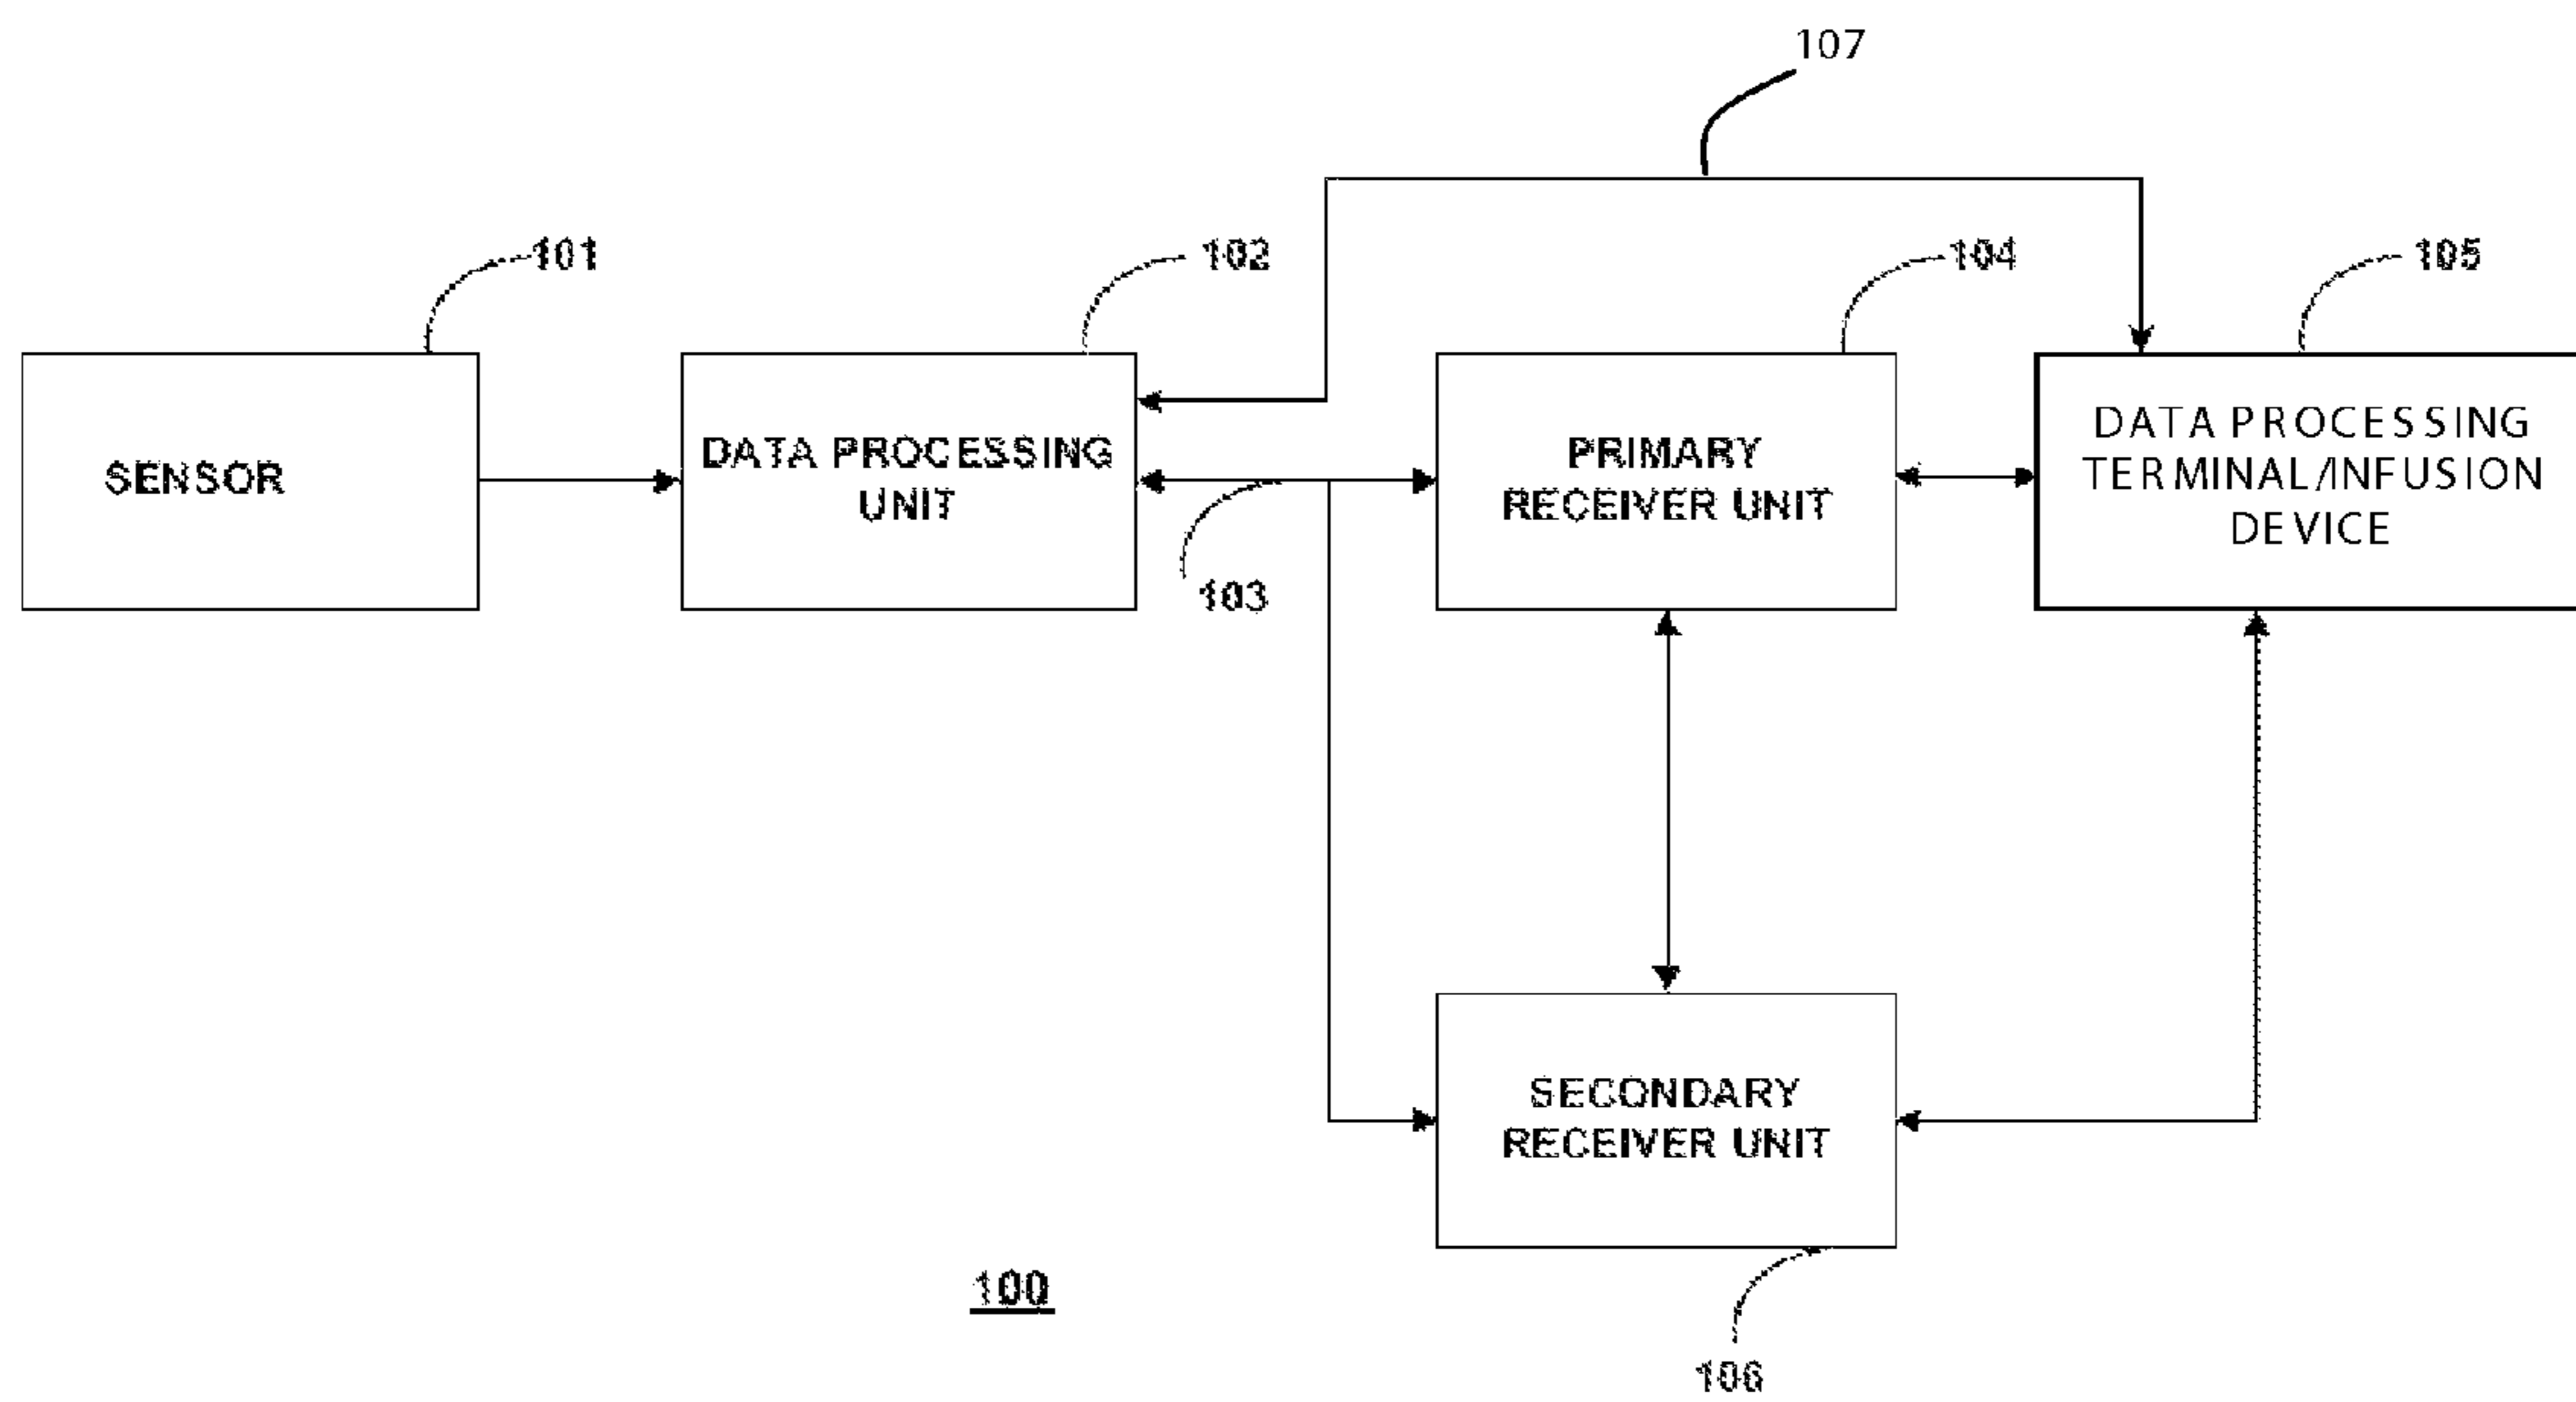 107
101
102
104
105
SENSOR
DATA PROCESSING
UNIT
PRIMARY
RECEIVER UNIT
DATA PROCESSING
TERMINAL/INFUSION
DEVICE
103
SECONDARY
RECEIVER UNIT
100
106